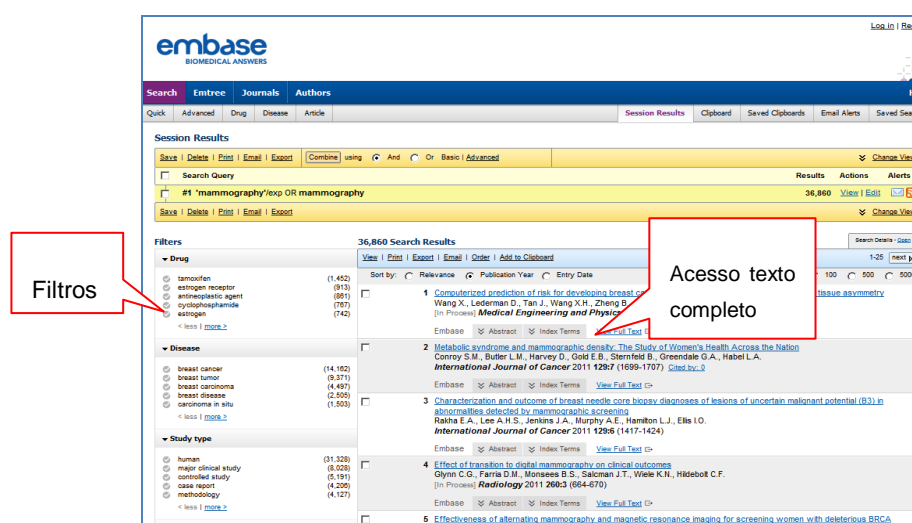 Log in | Re
embase
BIOMEDICAL ANSWERS
Search Emtree Journals Authors
Quick Advanced Drug Disease Article Session Results Clipboard Saved Clipboards Email Alerts Saved Sea
Session Results
Save | Delete | Print | Email | Export Combine using And Or Basic | Advanced Change View
Search Query Results Actions Alerts
#1 'mammography'/exp OR mammography 36,860 View | Edit
Save | Delete | Print | Email | Export Change View
Filters
36,860 Search Results
Search Details - Open
Drug
View | Print | Export | Email | Order | Add to Clipboard 1-25 next
Sort by: Relevance Publication Year Entry Date 100 500 500
tamoxifen (1,452)
estrogen receptor (913)
antineoplastic agent (861)
cyclophosphamide (767)
estrogen (742)
< less | more >
Disease
breast cancer (14,162)
breast tumor (9,371)
breast carcinoma (4,497)
breast disease (2,505)
carcinoma in situ (1,503)
< less | more >
Study type
human (31,328)
major clinical study (8,028)
controlled study (5,191)
case report (4,206)
methodology (4,127)
< less | more >
1 Computerized prediction of risk for developing breast ca tissue asymmetry
Wang X., Lederman D., Tan J., Wang X.H., Zheng B.
[In Process] Medical Engineering and Physics
Embase Abstract Index Terms View Full Text
2 Metabolic syndrome and mammographic density: The Study of Women's Health Across the Nation
Conroy S.M., Butler L.M., Harvey D., Gold E.B., Sternfeld B., Greendale G.A., Habel L.A.
International Journal of Cancer 2011 129:7 (1699-1707) Cited by: 0
Embase Abstract Index Terms View Full Text
3 Characterization and outcome of breast needle core biopsy diagnoses of lesions of uncertain malignant potential (B3) in
abnormalities detected by mammographic screening
Rakha E.A., Lee A.H.S., Jenkins J.A., Murphy A.E., Hamilton L.J., Ellis I.O.
International Journal of Cancer 2011 129:6 (1417-1424)
Embase Abstract Index Terms View Full Text
4 Effect of transition to digital mammography on clinical outcomes
Glynn C.G., Farria D.M., Monsees B.S., Salcman J.T., Wiele K.N., Hildebolt C.F.
[In Process] Radiology 2011 260:3 (664-670)
Embase Abstract Index Terms View Full Text
5 Effectiveness of alternating mammography and magnetic resonance imaging for screening women with deleterious BRCA
Filtros
Acesso texto
completo